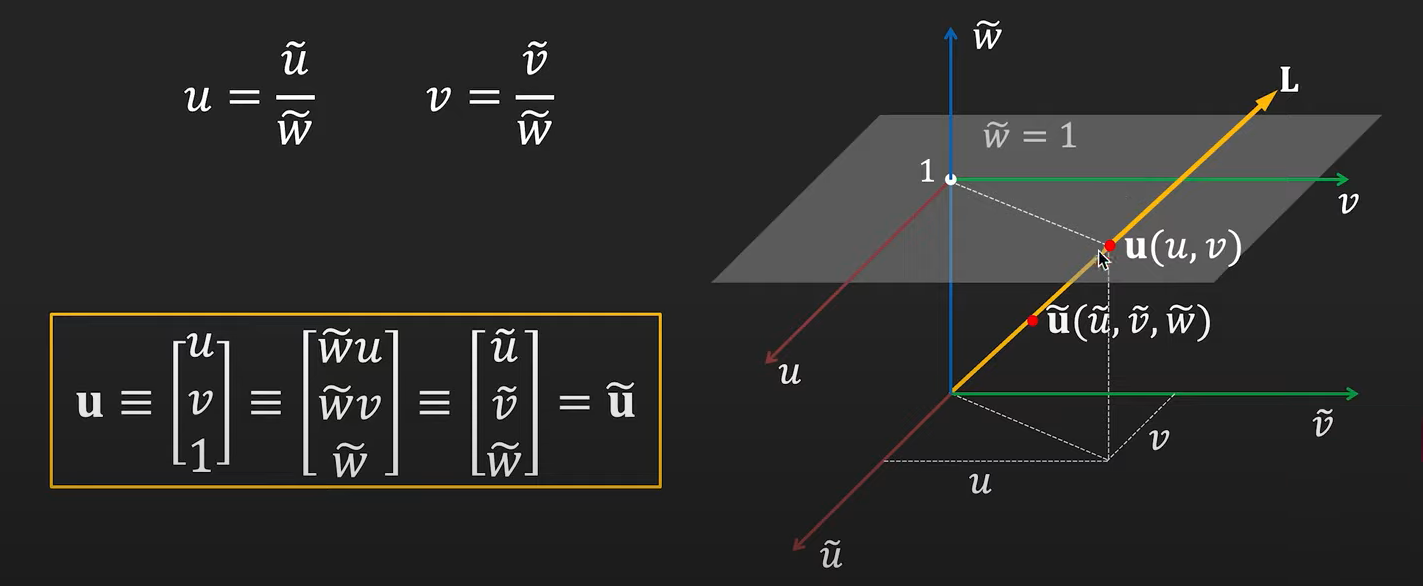 u = ũ / w̃
v = ṽ / w̃
𝐮 ≡ [u v 1] ≡ [w̃u w̃v w̃] ≡ [ũ ṽ w̃] = 𝐮̃
w̃
𝐋
w̃ = 1
1
v
𝐮(u, v)
𝐮̃(ũ, ṽ, w̃)
u
ṽ
v
u
ũ